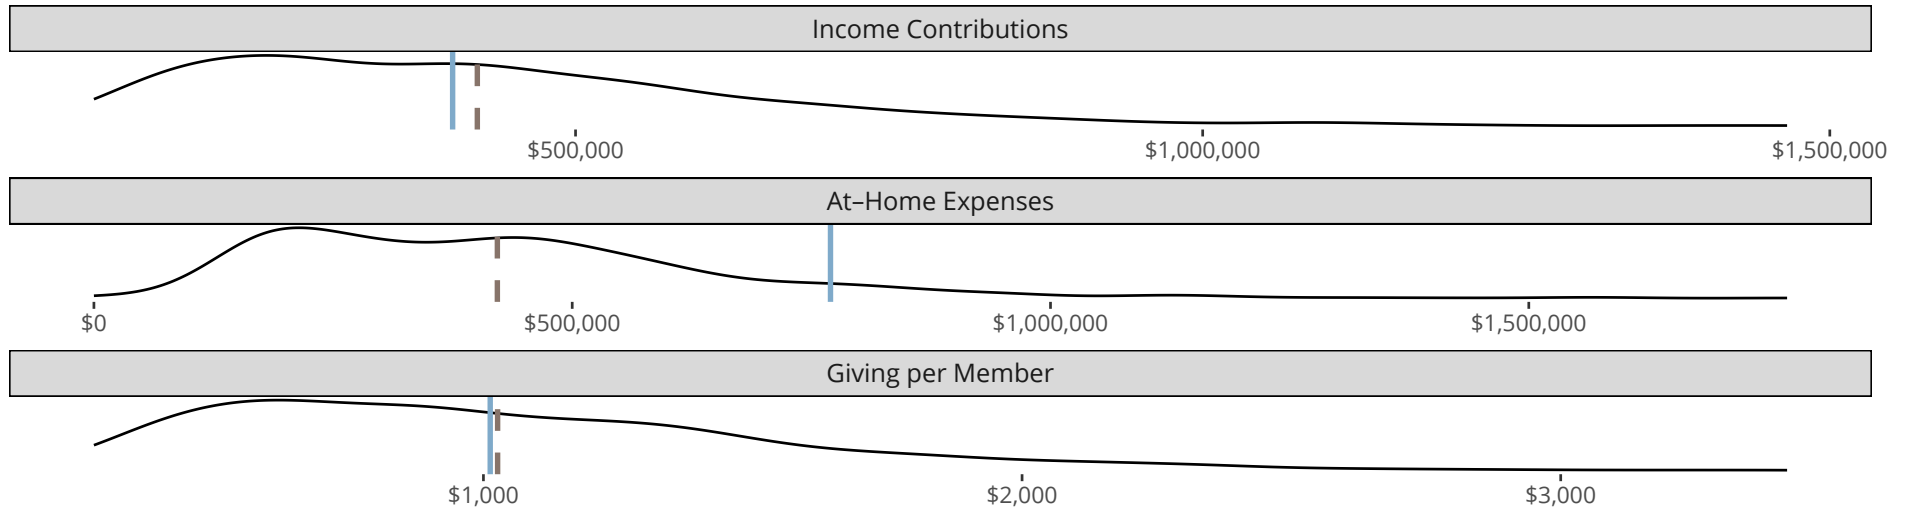 Income Contributions
$500,000 $1,000,000 $1,500,000
At–Home Expenses
$0 $500,000 $1,000,000 $1,500,000
Giving per Member
$1,000 $2,000 $3,000